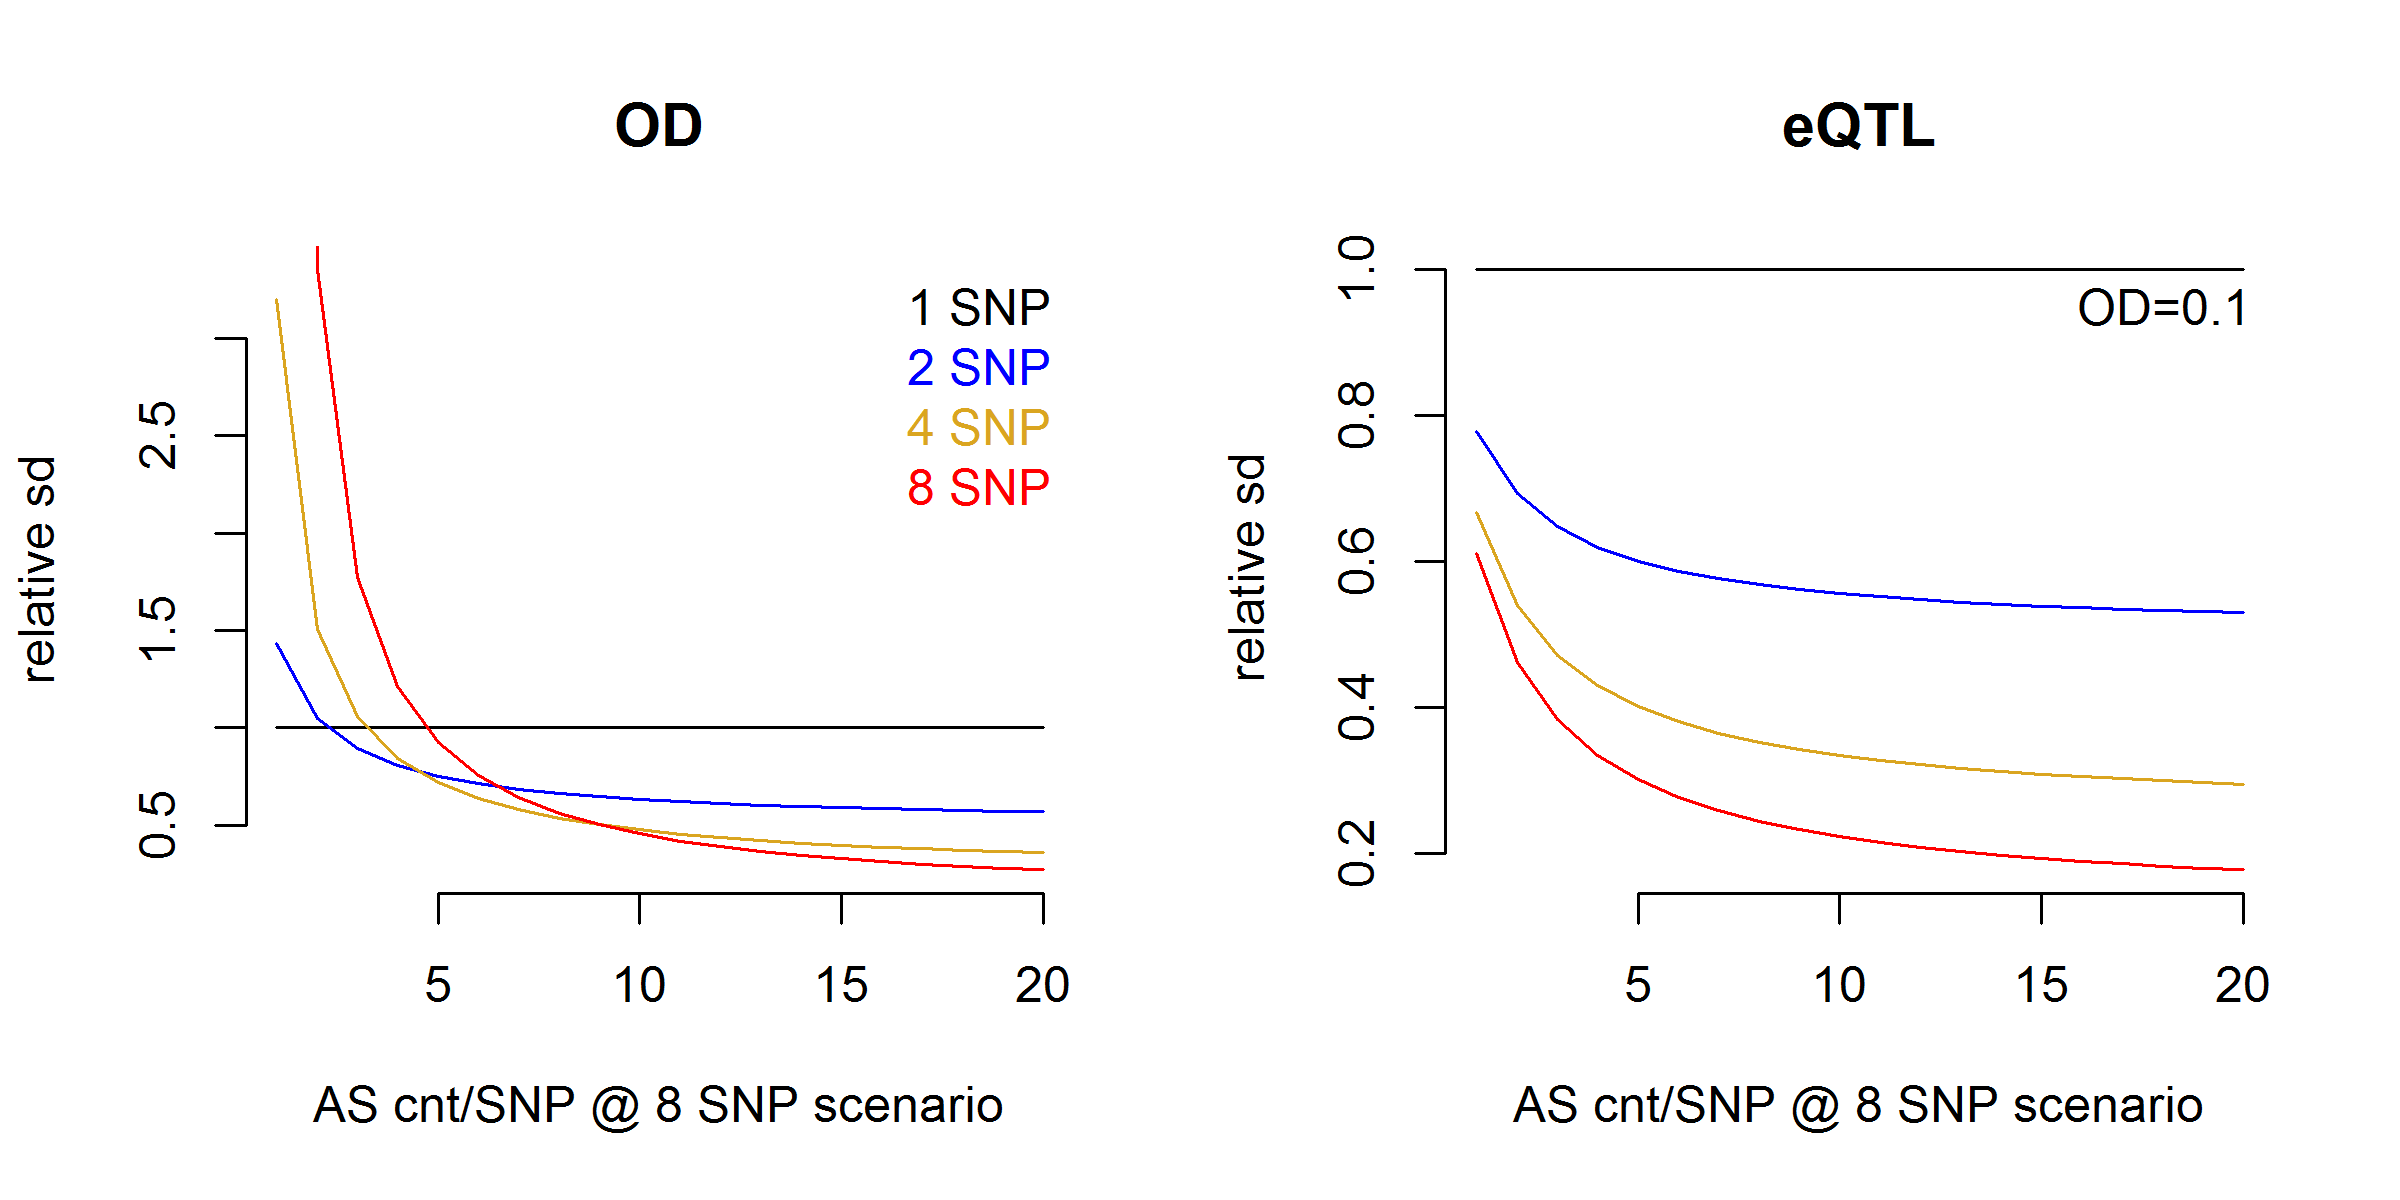 OD
relative sd
2.5
1.5
0.5
1 SNP
2 SNP
4 SNP
8 SNP
5 10 15 20
AS cnt/SNP @ 8 SNP scenario
eQTL
relative sd
1.0
0.8
0.6
0.4
0.2
OD=0.1
5 10 15 20
AS cnt/SNP @ 8 SNP scenario